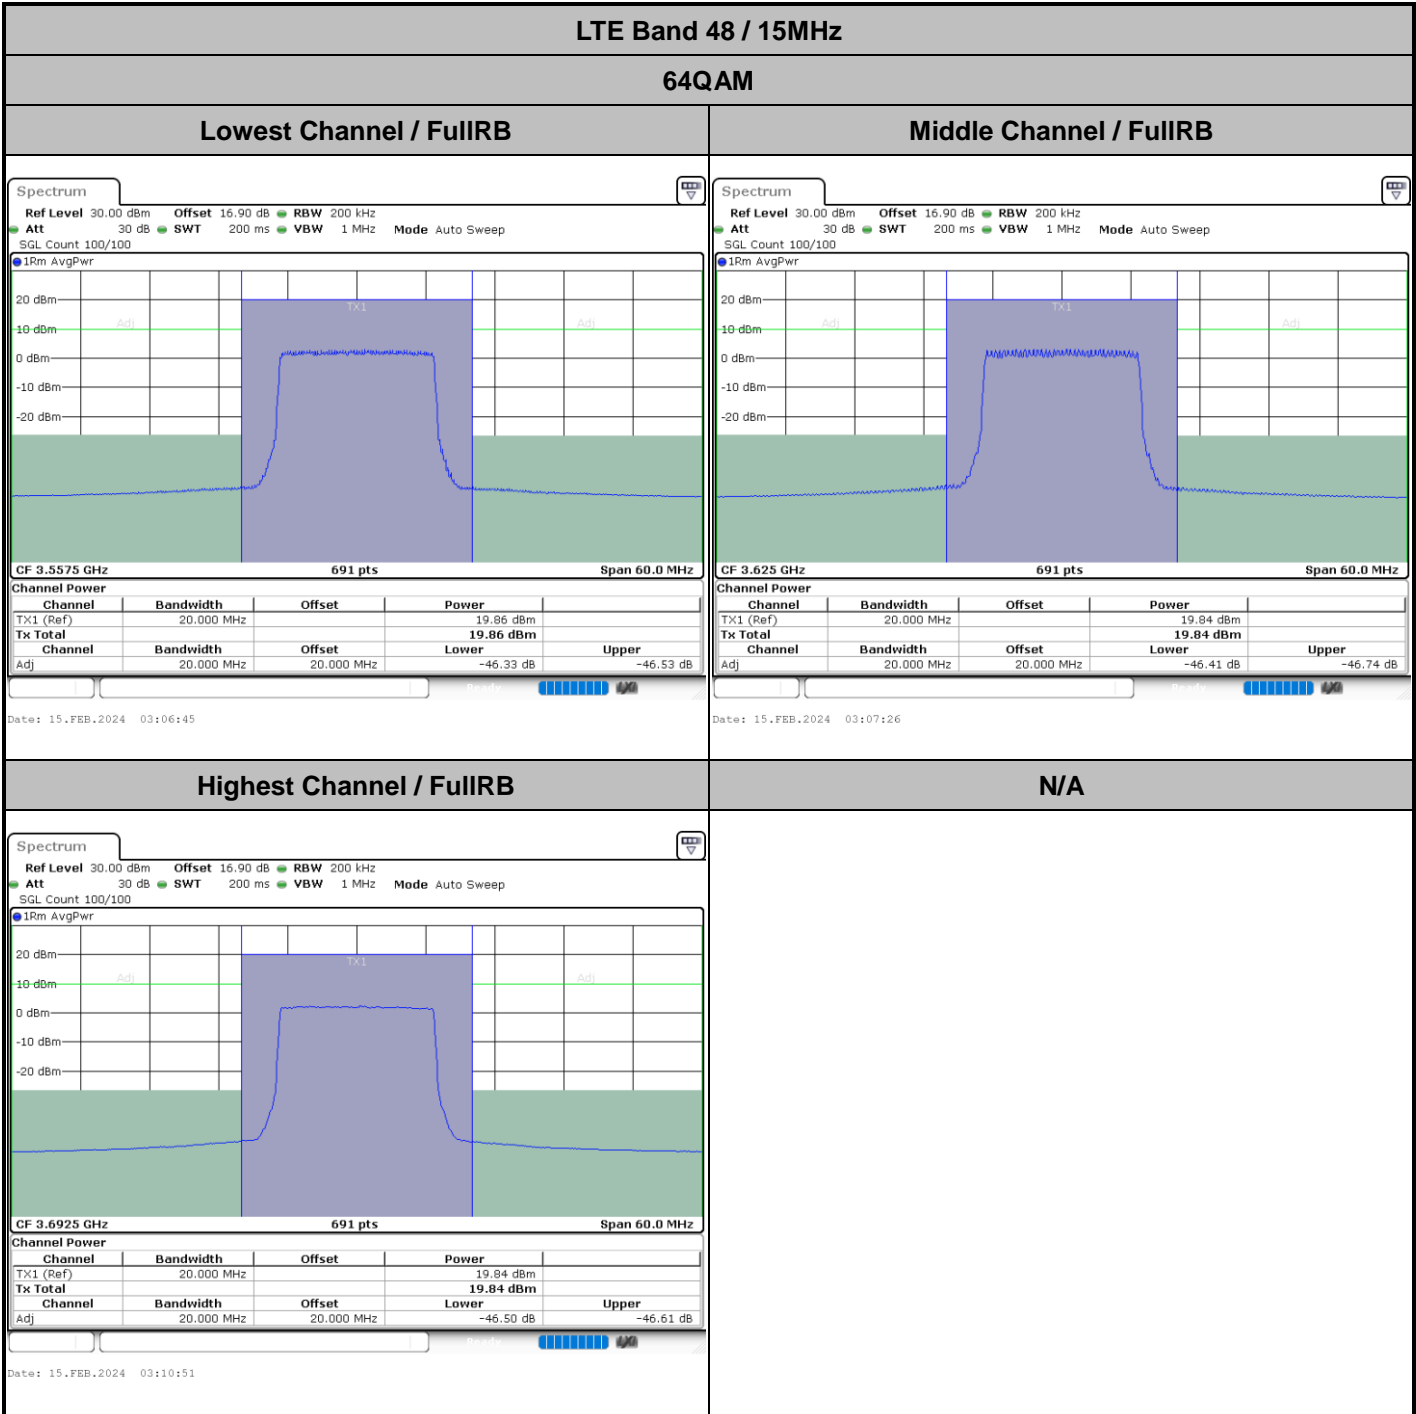 LTE Band 48 / 15MHz
64QAM
Lowest Channel / FullRB
Middle Channel / FullRB
Spectrum
Ref Level 30.00 dBm Offset 16.90 dB RBW 200 kHz
Att 30 dB SWT 200 ms VBW 1 MHz Mode Auto Sweep
SGL Count 100/100
1Rm AvgPwr
TX1
20 dBm
Adj Adj
10 dBm
0 dBm
-10 dBm
-20 dBm
CF 3.5575 GHz 691 pts Span 60.0 MHz
Channel Power
Channel Bandwidth Offset Power
TX1 (Ref) 20.000 MHz 19.86 dBm
Tx Total 19.86 dBm
Channel Bandwidth Offset Lower Upper
Adj 20.000 MHz 20.000 MHz -46.33 dB -46.53 dB
Ready
Date: 15.FEB.2024 03:06:45
Spectrum
Ref Level 30.00 dBm Offset 16.90 dB RBW 200 kHz
Att 30 dB SWT 200 ms VBW 1 MHz Mode Auto Sweep
SGL Count 100/100
1Rm AvgPwr
TX1
20 dBm
Adj Adj
10 dBm
0 dBm
-10 dBm
-20 dBm
CF 3.625 GHz 691 pts Span 60.0 MHz
Channel Power
Channel Bandwidth Offset Power
TX1 (Ref) 20.000 MHz 19.84 dBm
Tx Total 19.84 dBm
Channel Bandwidth Offset Lower Upper
Adj 20.000 MHz 20.000 MHz -46.41 dB -46.74 dB
Ready
Date: 15.FEB.2024 03:07:26
Highest Channel / FullRB
N/A
Spectrum
Ref Level 30.00 dBm Offset 16.90 dB RBW 200 kHz
Att 30 dB SWT 200 ms VBW 1 MHz Mode Auto Sweep
SGL Count 100/100
1Rm AvgPwr
TX1
20 dBm
Adj Adj
10 dBm
0 dBm
-10 dBm
-20 dBm
CF 3.6925 GHz 691 pts Span 60.0 MHz
Channel Power
Channel Bandwidth Offset Power
TX1 (Ref) 20.000 MHz 19.84 dBm
Tx Total 19.84 dBm
Channel Bandwidth Offset Lower Upper
Adj 20.000 MHz 20.000 MHz -46.50 dB -46.61 dB
Ready
Date: 15.FEB.2024 03:10:51